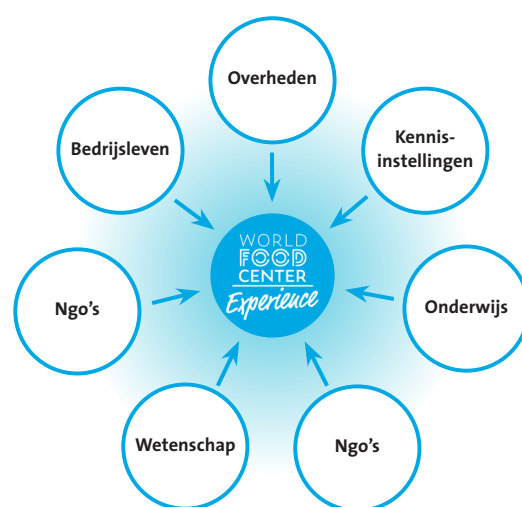 Overheden
Bedrijsleven
Kennis-
instellingen
WORLD
FOOD
CENTER
Experience
Ngo's
Onderwijs
Wetenschap
Ngo's